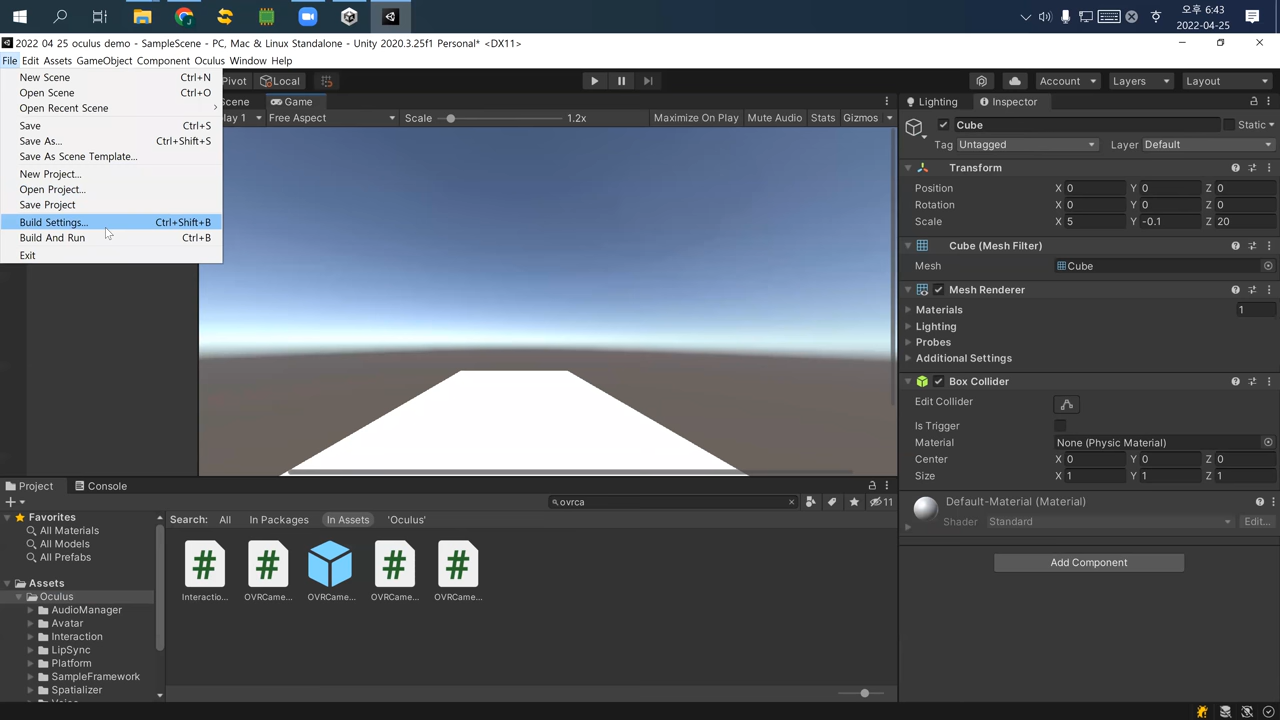 오후 6:43
2022-04-25
2022 04 25 oculus demo - SampleScene - PC, Mac & Linux Standalone - Unity 2020.3.25f1 Personal* <DX11>
File Edit Assets GameObject Component Oculus Window Help
New Scene Ctrl+N
Open Scene Ctrl+O
Open Recent Scene
Save Ctrl+S
Save As... Ctrl+Shift+S
Save As Scene Template...
New Project...
Open Project...
Save Project
Build Settings... Ctrl+Shift+B
Build And Run Ctrl+B
Exit
Pivot Local
Account Layers Layout
Scene Game
play 1 Free Aspect Scale 1.2x Maximize On Play Mute Audio Stats Gizmos
Lighting Inspector
Cube Static
Tag Untagged Layer Default
Transform
Position X 0 Y 0 Z 0
Rotation X 0 Y 0 Z 0
Scale X 5 Y -0.1 Z 20
Cube (Mesh Filter)
Mesh Cube
Mesh Renderer
Materials 1
Lighting
Probes
Additional Settings
Box Collider
Edit Collider
Is Trigger
Material None (Physic Material)
Center X 0 Y 0 Z 0
Size X 1 Y 1 Z 1
Default-Material (Material)
Shader Standard Edit...
Add Component
Project Console
ovrca 11
Favorites
All Materials
All Models
All Prefabs
Assets
Oculus
AudioManager
Avatar
Interaction
LipSync
Platform
SampleFramework
Spatializer
Search: All In Packages In Assets 'Oculus'
Interactio... OVRCame... OVRCame... OVRCame... OVRCame...